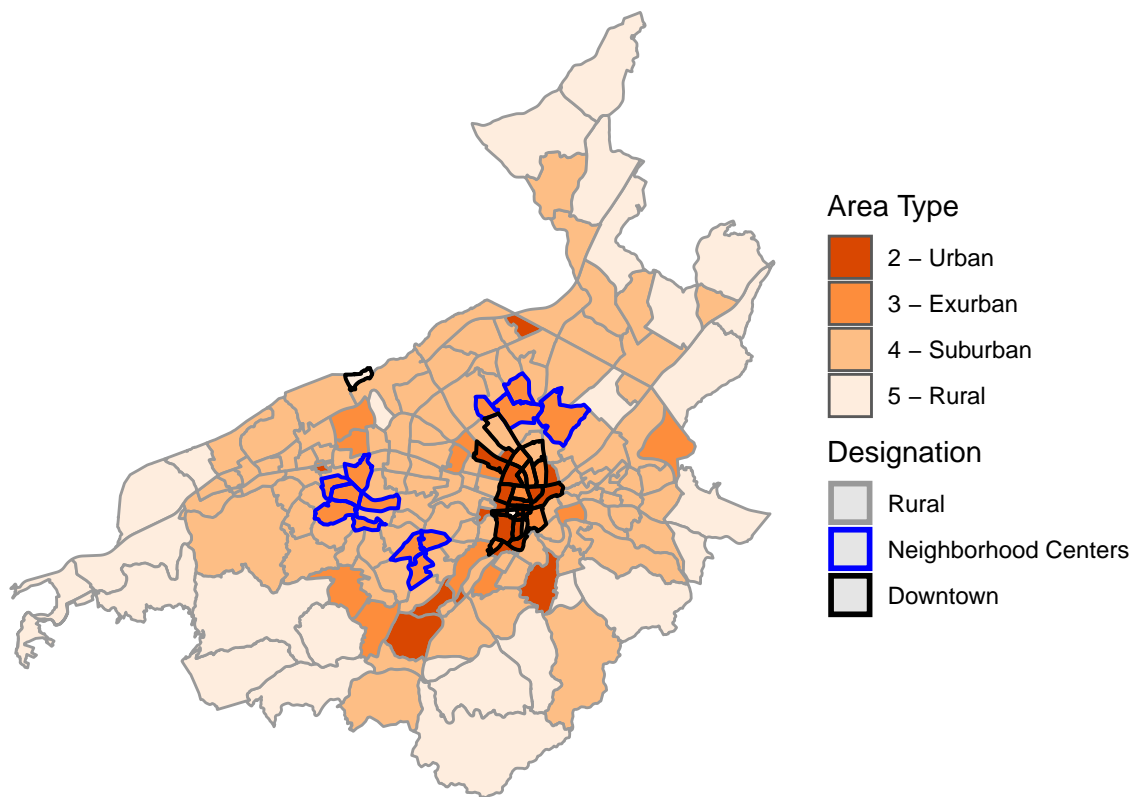 Area Type
2 – Urban
3 – Exurban
4 – Suburban
5 – Rural
Designation
Rural
Neighborhood Centers
Downtown